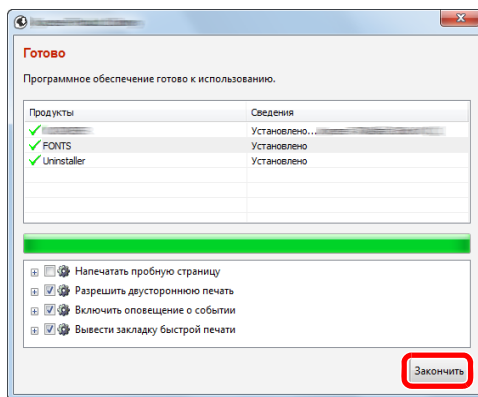 Готово
Программное обеспечение готово к использованию.
Продукты Сведения
Установлено...
FONTS Установлено
Uninstaller Установлено
Напечатать пробную страницу
Разрешить двустороннюю печать
Включить оповещение о событии
Вывести закладку быстрой печати
Закончить